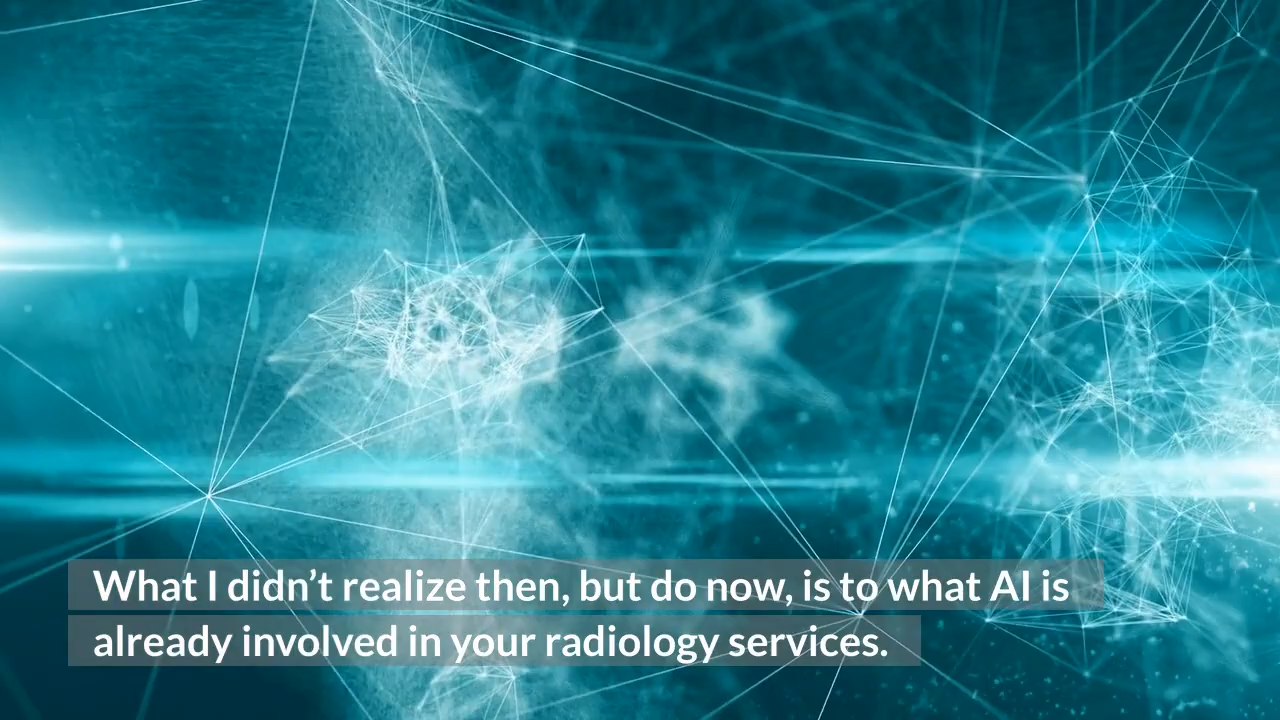 What I didn’t realize then, but do now, is to what AI is
already involved in your radiology services.